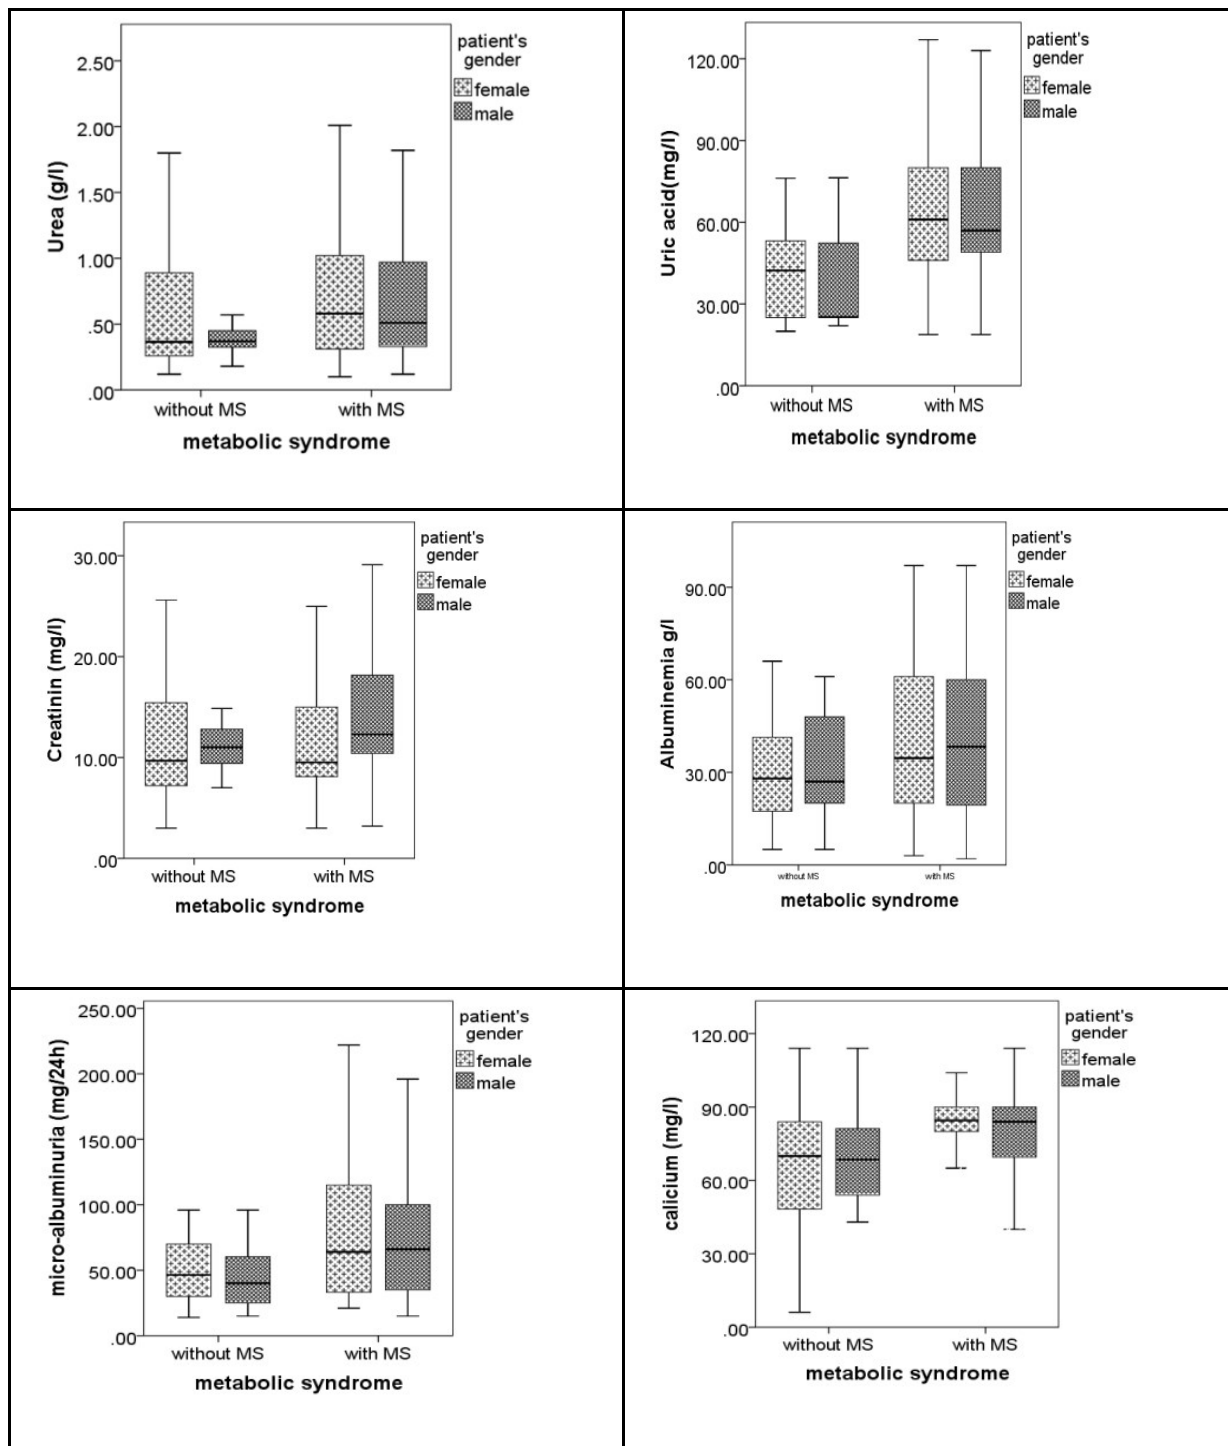 patient's
gender
female
male
2.50
2.00
1.50
1.00
.50
.00
Urea (g/l)
without MS with MS
metabolic syndrome
patient's
gender
female
male
120.00
90.00
60.00
30.00
.00
Uric acid(mg/l)
without MS with MS
metabolic syndrome
patient's
gender
female
male
30.00
20.00
10.00
.00
Creatinin (mg/l)
without MS with MS
metabolic syndrome
patient's
gender
female
male
90.00
60.00
30.00
.00
Albuminemia g/l
without MS with MS
metabolic syndrome
patient's
gender
female
male
250.00
200.00
150.00
100.00
50.00
.00
micro-albuminuria (mg/24h)
without MS with MS
metabolic syndrome
patient's
gender
female
male
120.00
90.00
60.00
30.00
.00
calicium (mg/l)
without MS with MS
metabolic syndrome